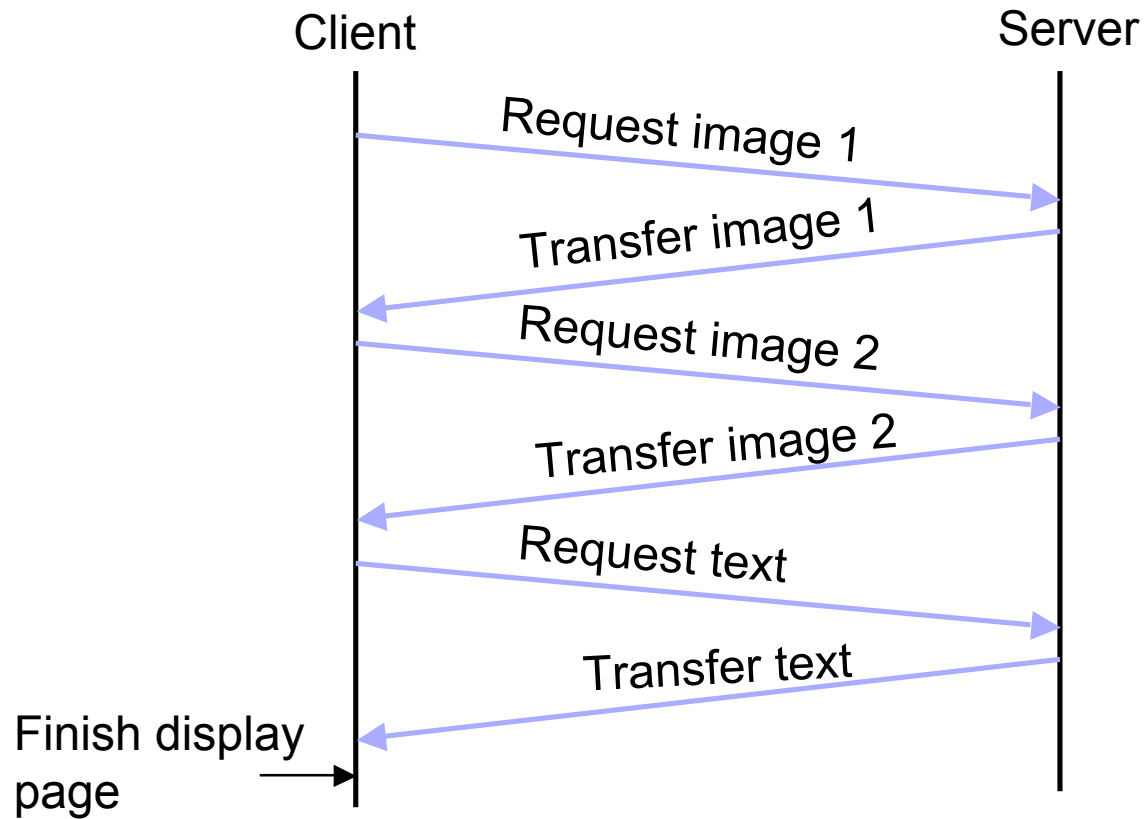 Client
Server
Request image 1
Transfer image 1
Request image 2
Transfer image 2
Request text
Transfer text
Finish display
page